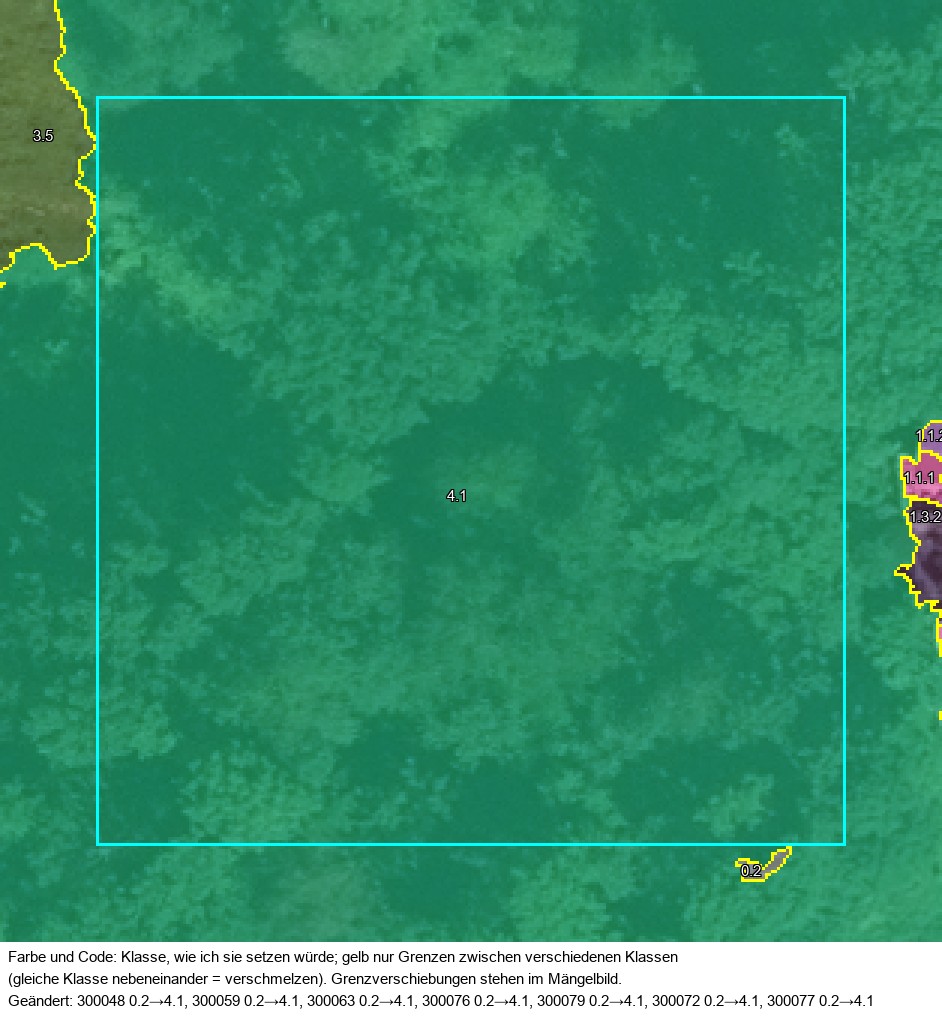 3.5
1.1.2
1.1.1
4.1
1.3.2
0.2
Farbe und Code: Klasse, wie ich sie setzen würde; gelb nur Grenzen zwischen verschiedenen Klassen
(gleiche Klasse nebeneinander = verschmelzen). Grenzverschiebungen stehen im Mängelbild.
Geändert: 300048 0.2→4.1, 300059 0.2→4.1, 300063 0.2→4.1, 300076 0.2→4.1, 300079 0.2→4.1, 300072 0.2→4.1, 300077 0.2→4.1